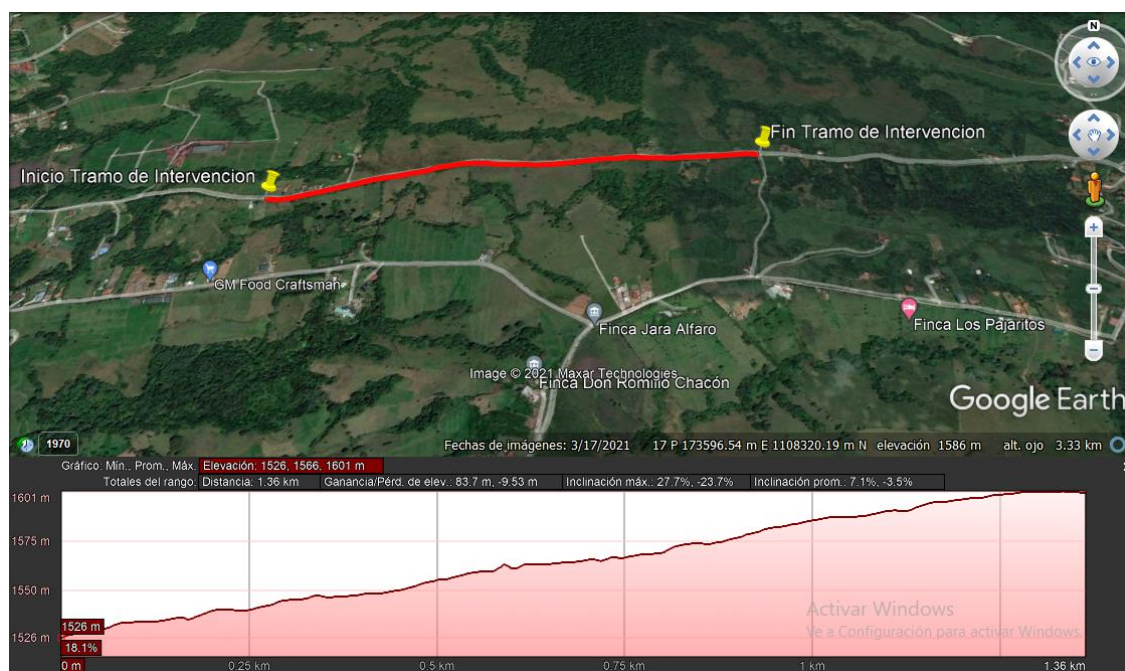 N
Fin Tramo de Intervencion
Inicio Tramo de Intervencion
GM Food Craftsman
Finca Jara Alfaro
Finca Los Pajaritos
Image © 2021 Maxar Technologies
Finca Don Romilio Chacón
Google Earth
1970
Fechas de imágenes: 3/17/2021 17 P 173596.54 m E 1108320.19 m N elevación 1586 m alt. ojo 3.33 km
Gráfico: Mín., Prom., Máx. Elevación: 1526, 1566, 1601 m
Totales del rango: Distancia: 1.36 km Ganancia/Pérd. de elev.: 83.7 m, -9.53 m Inclinación máx.: 27.7%, -23.7% Inclinación prom.: 7.1%, -3.5%
1601 m
1575 m
1550 m
1526 m
1526 m
18.1%
0 m 0.25 km 0.5 km 0.75 km 1 km 1.36 km
Activar Windows
Ve a Configuración para activar Windows.